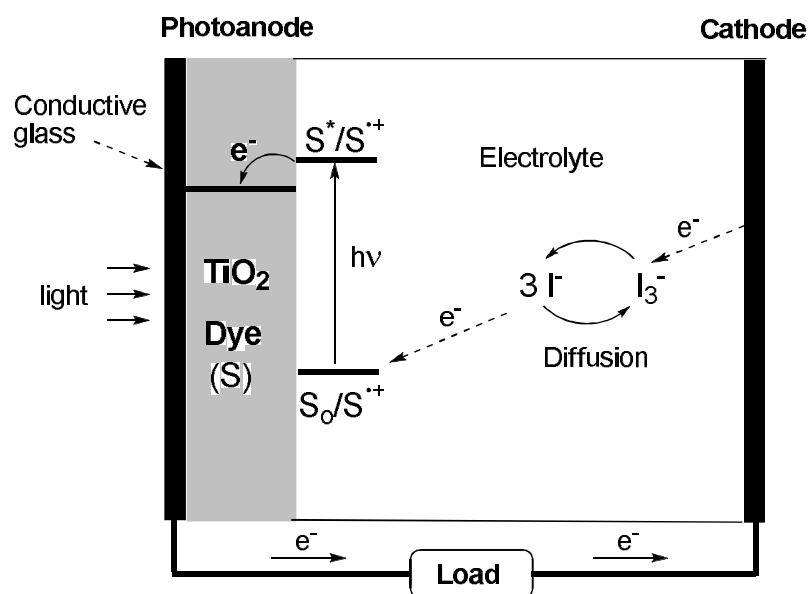 Photoanode
Cathode
Conductive
glass
e⁻
S*/S•+
Electrolyte
e⁻
TiO₂
hν
light
3 I⁻
I₃⁻
e⁻
Dye
Diffusion
(S)
S₀/S•+
e⁻
e⁻
Load